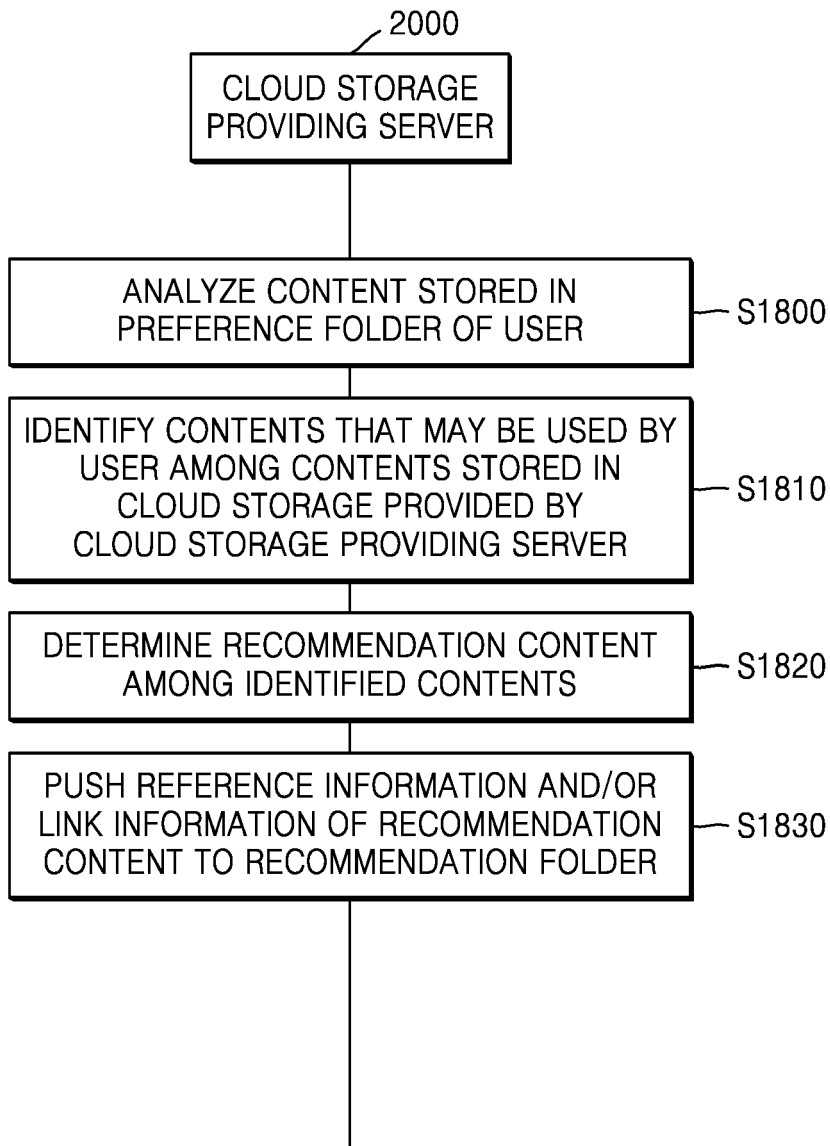 2000
CLOUD STORAGE
PROVIDING SERVER
ANALYZE CONTENT STORED IN
PREFERENCE FOLDER OF USER
S1800
IDENTIFY CONTENTS THAT MAY BE USED BY
USER AMONG CONTENTS STORED IN
CLOUD STORAGE PROVIDED BY
CLOUD STORAGE PROVIDING SERVER
S1810
DETERMINE RECOMMENDATION CONTENT
AMONG IDENTIFIED CONTENTS
S1820
PUSH REFERENCE INFORMATION AND/OR
LINK INFORMATION OF RECOMMENDATION
CONTENT TO RECOMMENDATION FOLDER
S1830